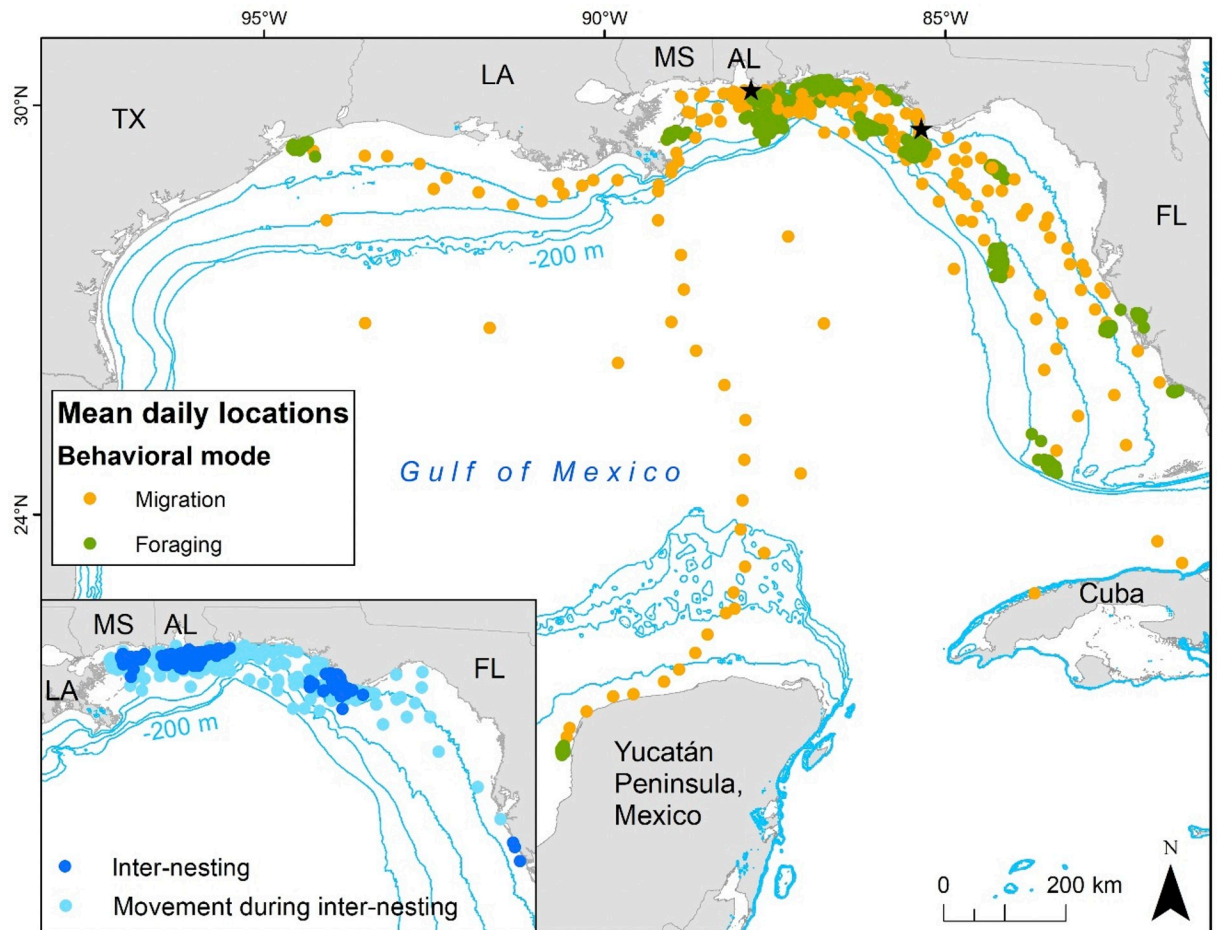 95°W
90°W
85°W
30°N
24°N
TX
LA
MS
AL
FL
-200 m
Mean daily locations
Behavioral mode
Migration
Foraging
Gulf of Mexico
Cuba
Yucatán
Peninsula,
Mexico
MS
AL
LA
FL
-200 m
Inter-nesting
Movement during inter-nesting
0
200 km
N